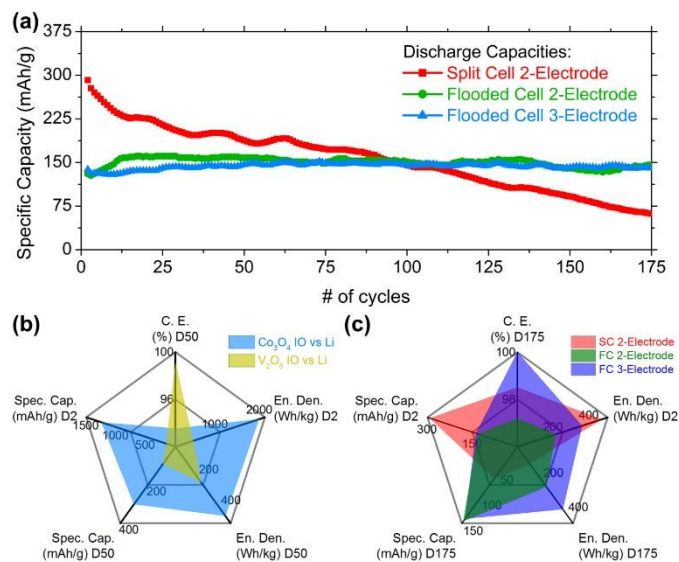 (a)
375
300
225
150
75
0
Specific Capacity (mAh/g)
Discharge Capacities:
Split Cell 2-Electrode
Flooded Cell 2-Electrode
Flooded Cell 3-Electrode
0 25 50 75 100 125 150 175
# of cycles
(b)
C. E.
(%) D50
100
96
Co₃O₄ IO vs Li
V₂O₅ IO vs Li
Spec. Cap.
(mAh/g) D2
1500
1000
500
En. Den.
(Wh/kg) D2
2000
1000
200
400
Spec. Cap.
(mAh/g) D50
200
400
En. Den.
(Wh/kg) D50
(c)
C. E.
(%) D175
100
98
SC 2-Electrode
FC 2-Electrode
FC 3-Electrode
Spec. Cap.
(mAh/g) D2
300
150
En. Den.
(Wh/kg) D2
400
200
50
100
150
Spec. Cap.
(mAh/g) D175
200
400
En. Den.
(Wh/kg) D175